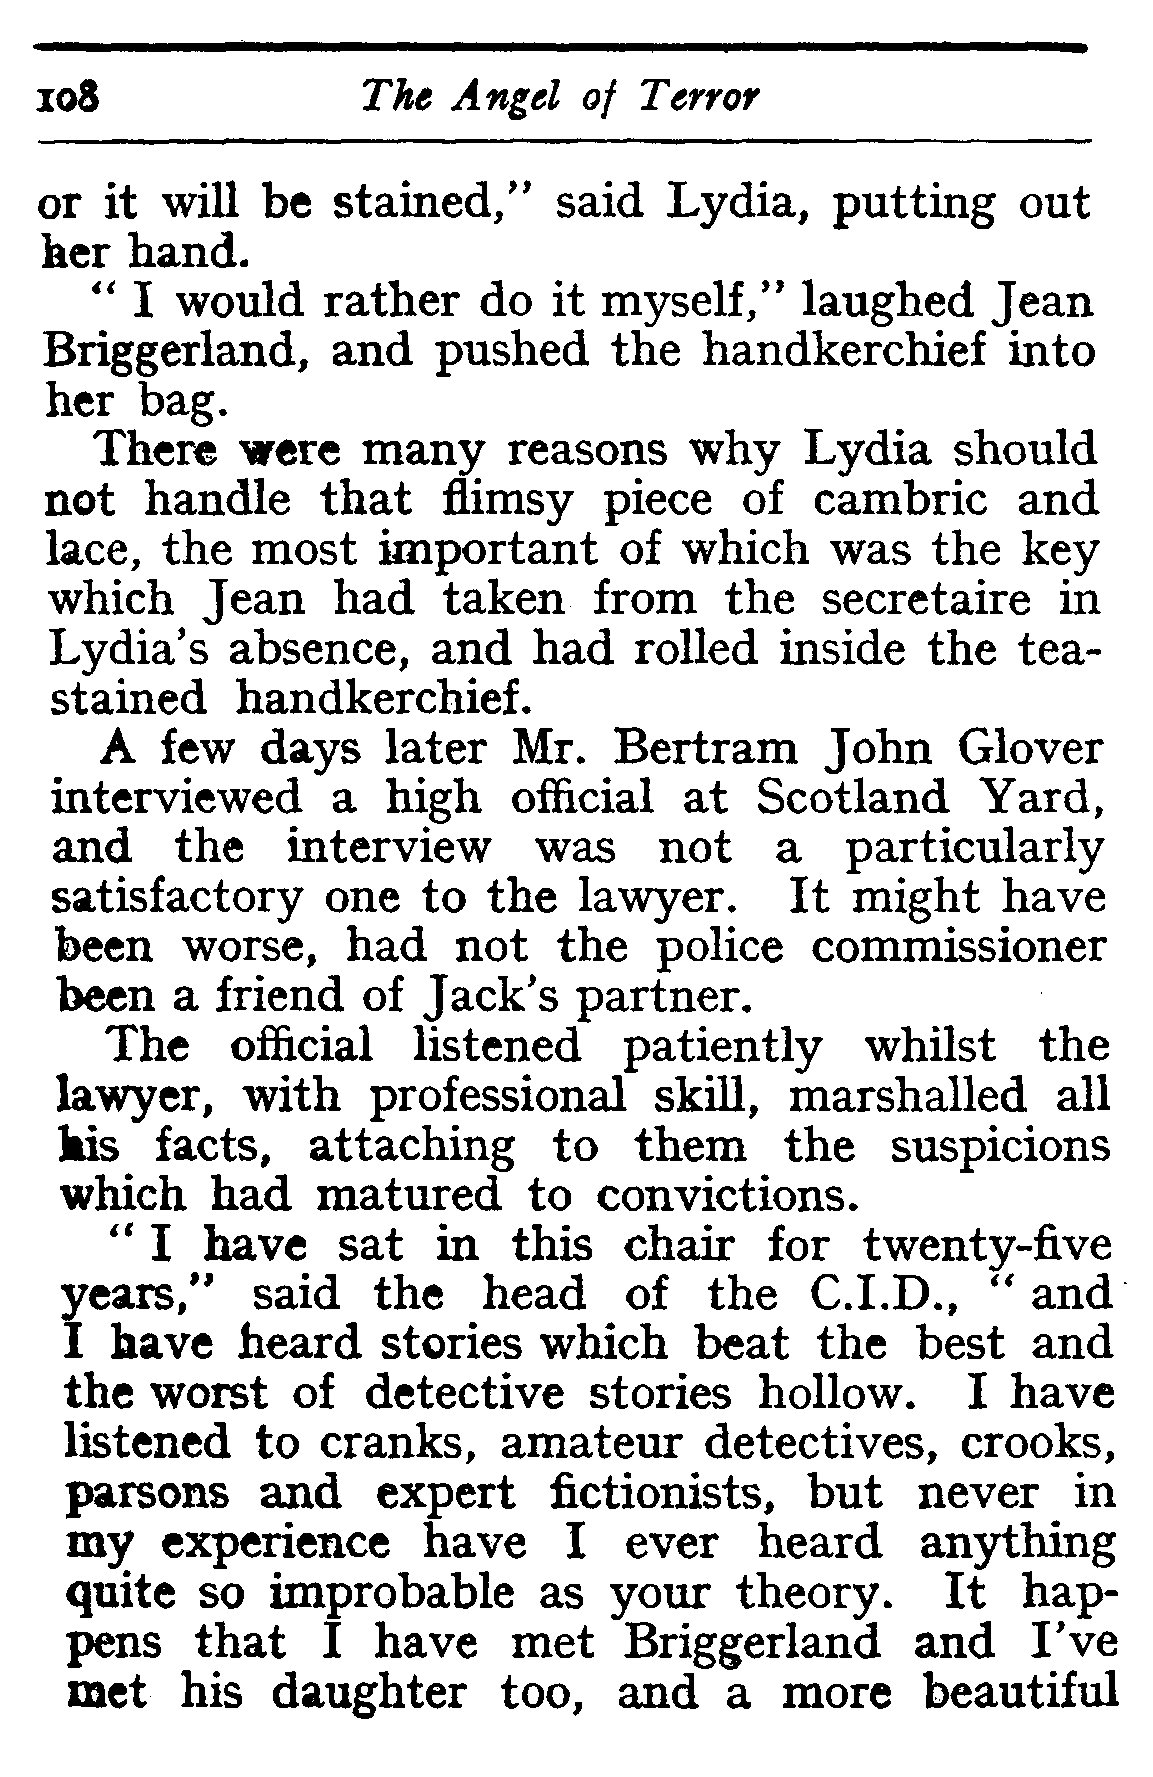 108 The Angel of Terror
or it will be stained," said Lydia, putting out
her hand.
" I would rather do it myself," laughed Jean
Briggerland, and pushed the handkerchief into
her bag.
There were many reasons why Lydia should
not handle that flimsy piece of cambric and
lace, the most important of which was the key
which Jean had taken from the secretaire in
Lydia's absence, and had rolled inside the tea-
stained handkerchief.
A few days later Mr. Bertram John Glover
interviewed a high official at Scotland Yard,
and the interview was not a particularly
satisfactory one to the lawyer. It might have
been worse, had not the police commissioner
been a friend of Jack's partner.
The official listened patiently whilst the
lawyer, with professional skill, marshalled all
his facts, attaching to them the suspicions
which had matured to convictions.
" I have sat in this chair for twenty-five
years," said the head of the C.I.D., " and
I have heard stories which beat the best and
the worst of detective stories hollow. I have
listened to cranks, amateur detectives, crooks,
parsons and expert fictionists, but never in
my experience have I ever heard anything
quite so improbable as your theory. It hap-
pens that I have met Briggerland and I've
met his daughter too, and a more beautiful